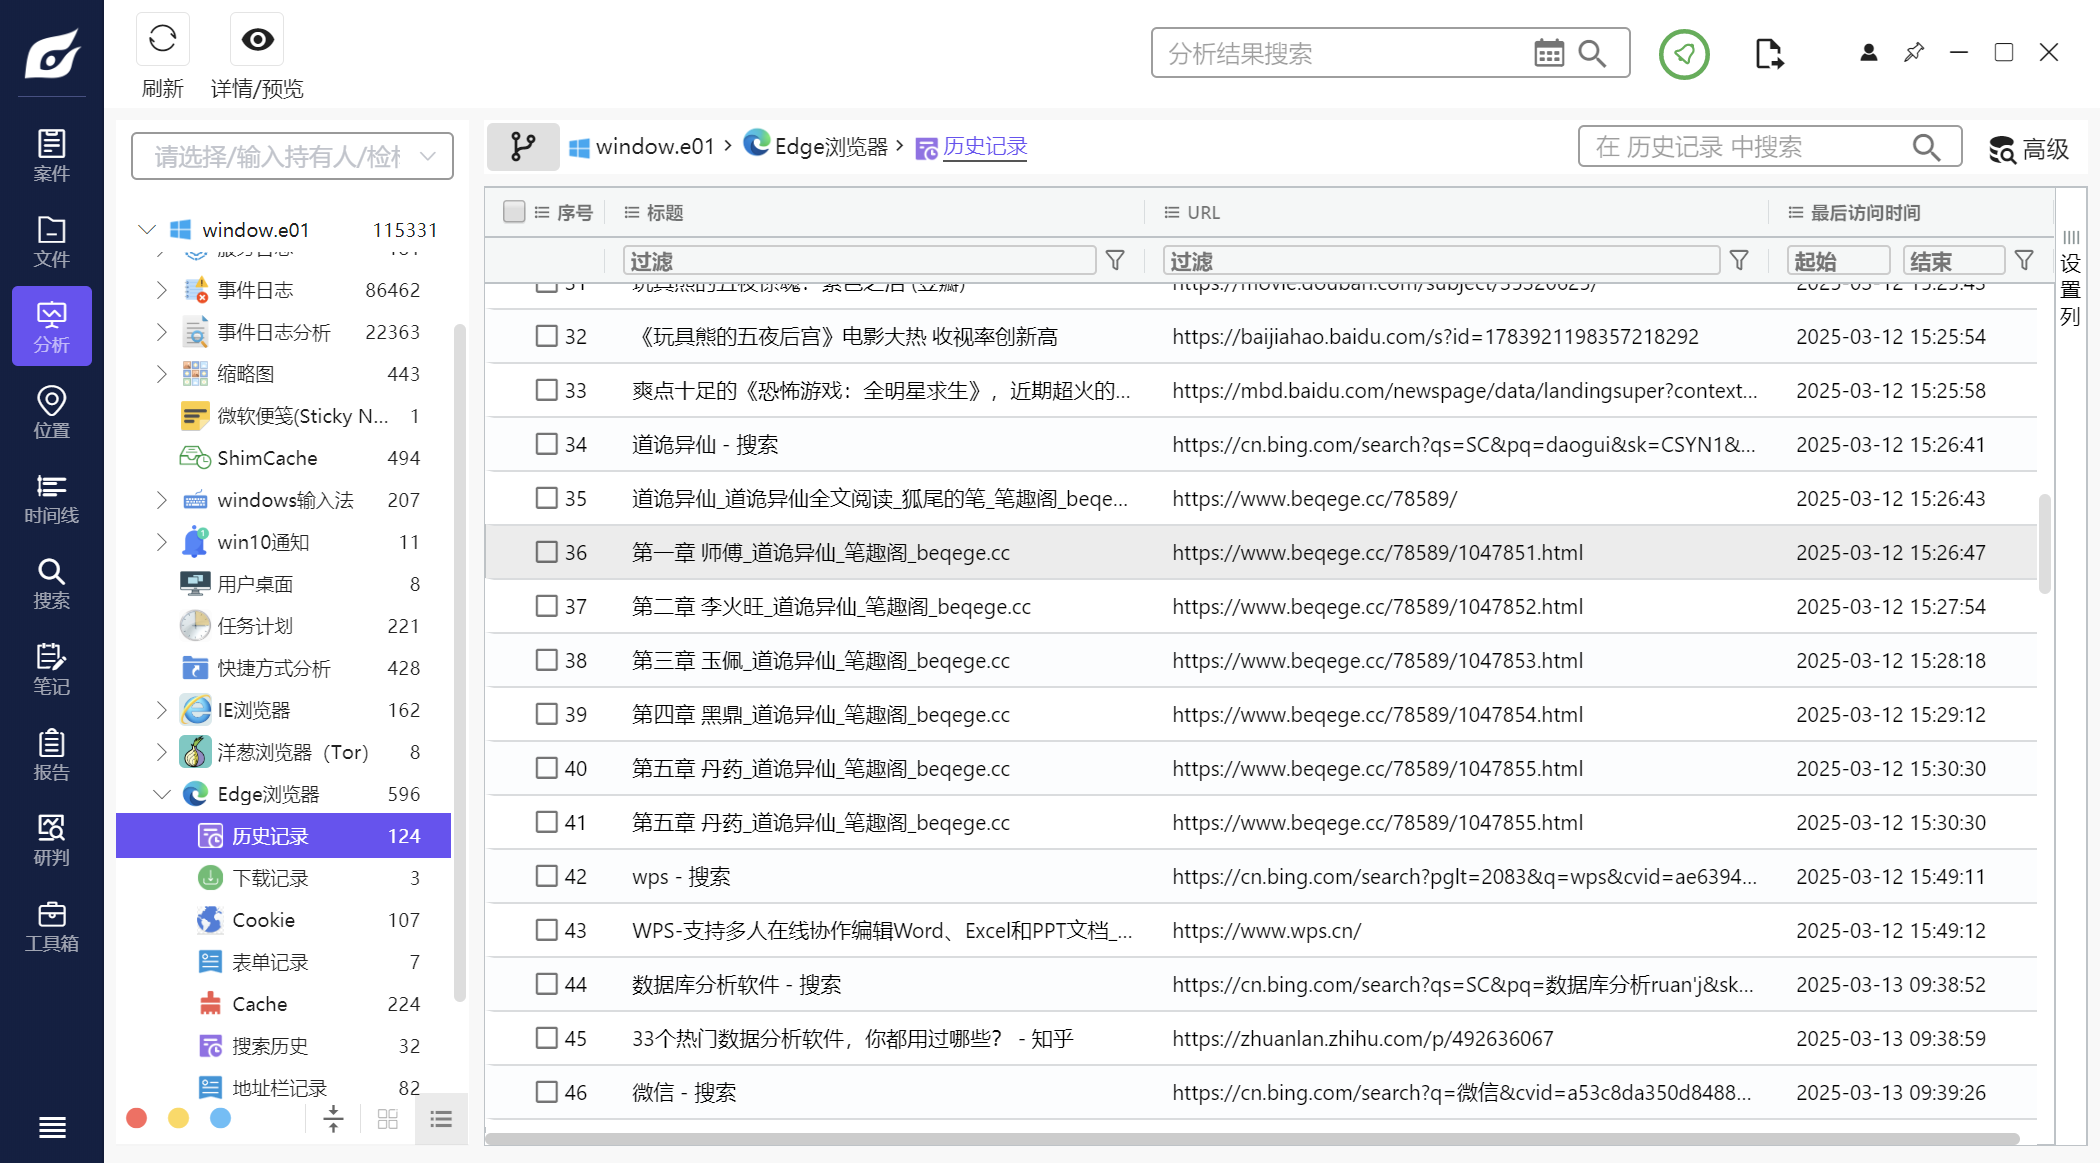 刷新
详情/预览
分析结果搜索
案件
文件
分析
位置
时间线
搜索
笔记
报告
研判
工具箱
请选择/输入持有人/检材
window.e01 115331
事件日志 86462
事件日志分析 22363
缩略图 443
微软便笺(Sticky N... 1
ShimCache 494
windows输入法 207
win10通知 11
用户桌面 8
任务计划 221
快捷方式分析 428
IE浏览器 162
洋葱浏览器（Tor） 8
Edge浏览器 596
历史记录 124
下载记录 3
Cookie 107
表单记录 7
Cache 224
搜索历史 32
地址栏记录 82
window.e01 > Edge浏览器 > 历史记录
在 历史记录 中搜索
高级
序号 标题 URL 最后访问时间
过滤 过滤 起始 结束
设置列
32 《玩具熊的五夜后宫》电影大热 收视率创新高 https://baijiahao.baidu.com/s?id=1783921198357218292 2025-03-12 15:25:54
33 爽点十足的《恐怖游戏：全明星求生》，近期超火的... https://mbd.baidu.com/newspage/data/landingsuper?context... 2025-03-12 15:25:58
34 道诡异仙 - 搜索 https://cn.bing.com/search?qs=SC&pq=daogui&sk=CSYN1&... 2025-03-12 15:26:41
35 道诡异仙_道诡异仙全文阅读_狐尾的笔_笔趣阁_beqe... https://www.beqege.cc/78589/ 2025-03-12 15:26:43
36 第一章 师傅_道诡异仙_笔趣阁_beqege.cc https://www.beqege.cc/78589/1047851.html 2025-03-12 15:26:47
37 第二章 李火旺_道诡异仙_笔趣阁_beqege.cc https://www.beqege.cc/78589/1047852.html 2025-03-12 15:27:54
38 第三章 玉佩_道诡异仙_笔趣阁_beqege.cc https://www.beqege.cc/78589/1047853.html 2025-03-12 15:28:18
39 第四章 黑鼎_道诡异仙_笔趣阁_beqege.cc https://www.beqege.cc/78589/1047854.html 2025-03-12 15:29:12
40 第五章 丹药_道诡异仙_笔趣阁_beqege.cc https://www.beqege.cc/78589/1047855.html 2025-03-12 15:30:30
41 第五章 丹药_道诡异仙_笔趣阁_beqege.cc https://www.beqege.cc/78589/1047855.html 2025-03-12 15:30:30
42 wps - 搜索 https://cn.bing.com/search?pglt=2083&q=wps&cvid=ae6394... 2025-03-12 15:49:11
43 WPS-支持多人在线协作编辑Word、Excel和PPT文档_... https://www.wps.cn/ 2025-03-12 15:49:12
44 数据库分析软件 - 搜索 https://cn.bing.com/search?qs=SC&pq=数据库分析ruan'j&sk... 2025-03-13 09:38:52
45 33个热门数据分析软件，你都用过哪些？ - 知乎 https://zhuanlan.zhihu.com/p/492636067 2025-03-13 09:38:59
46 微信 - 搜索 https://cn.bing.com/search?q=微信&cvid=a53c8da350d8488... 2025-03-13 09:39:26